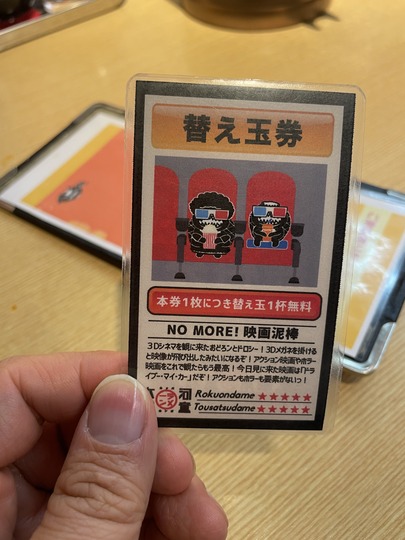 替え玉券
本券1枚につき替え玉1杯無料
NO MORE! 映画泥棒
3Dシネマを観に来たおどろんとドロシー!3Dメガネを掛ける
と映像が飛び出したみたいになるぞ!アクション映画やホラー
映画をこれで観たらもう最高!今日見に来た映画は「ドラ
イブ・マイ・カー」だぞ!アクションもホラーも要素がないっ!
河 Rokuondame ★★★★★
Tousatsudame ★★★★★